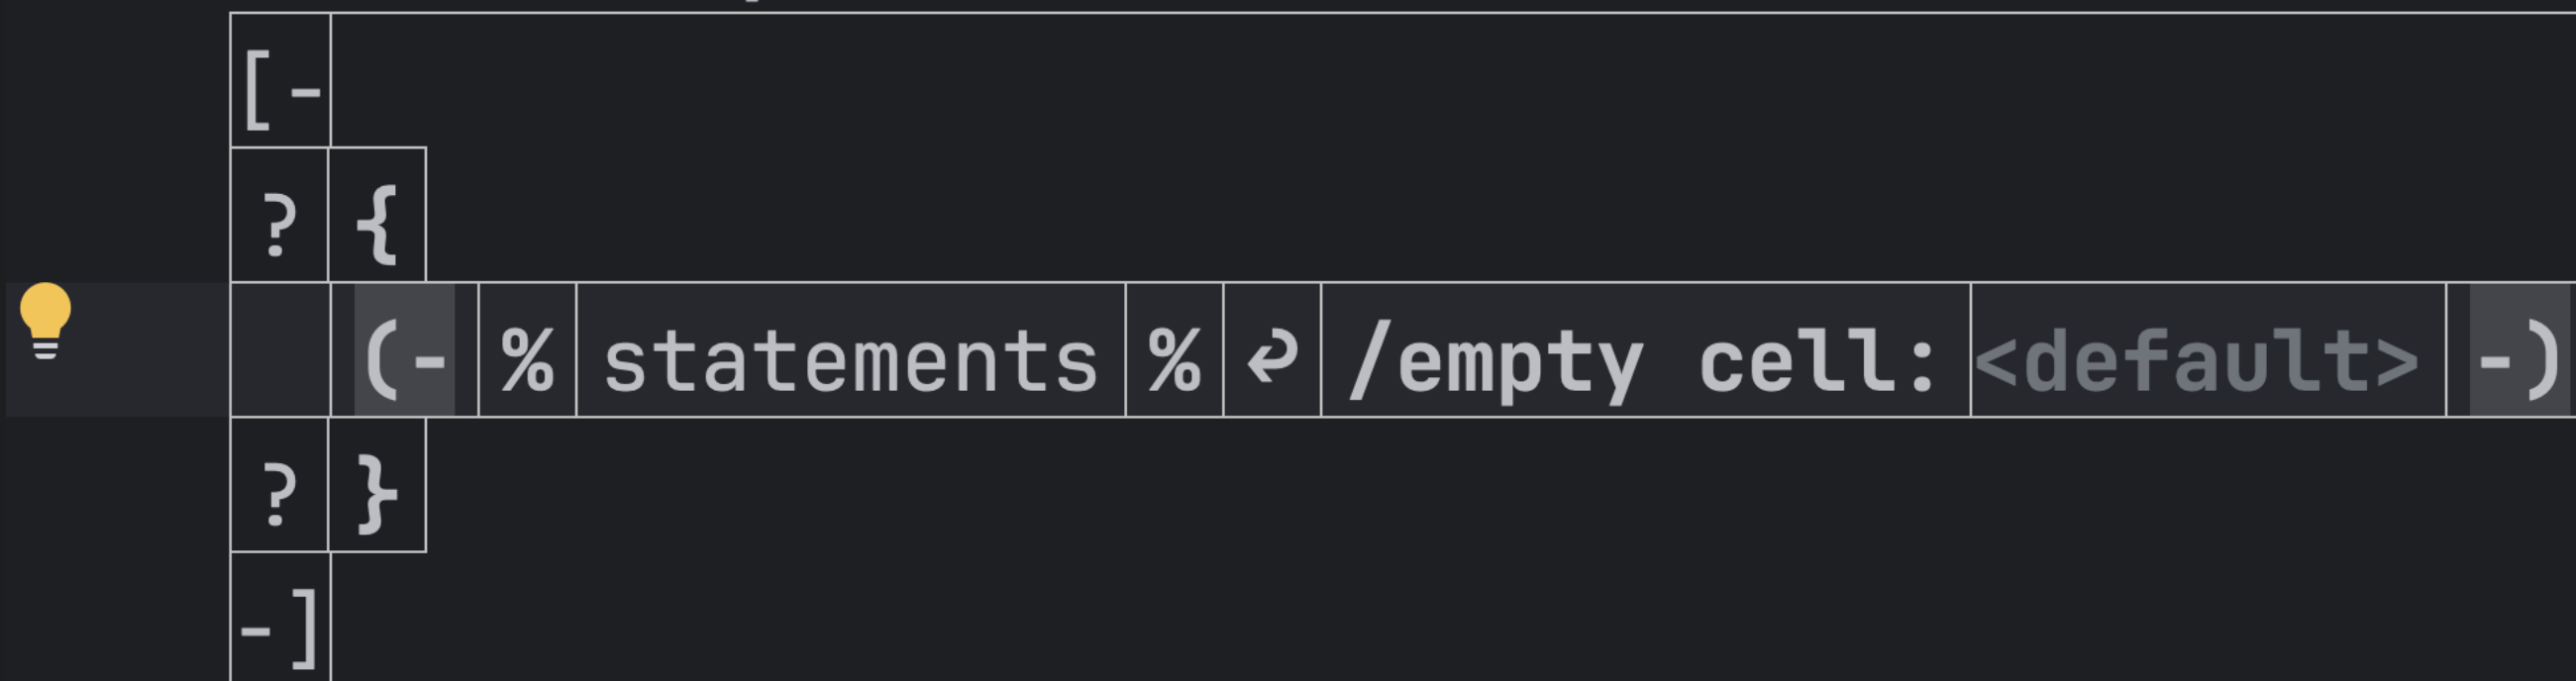 [-
? {
(- % statements % ↩ /empty cell: <default> -)
? }
-]